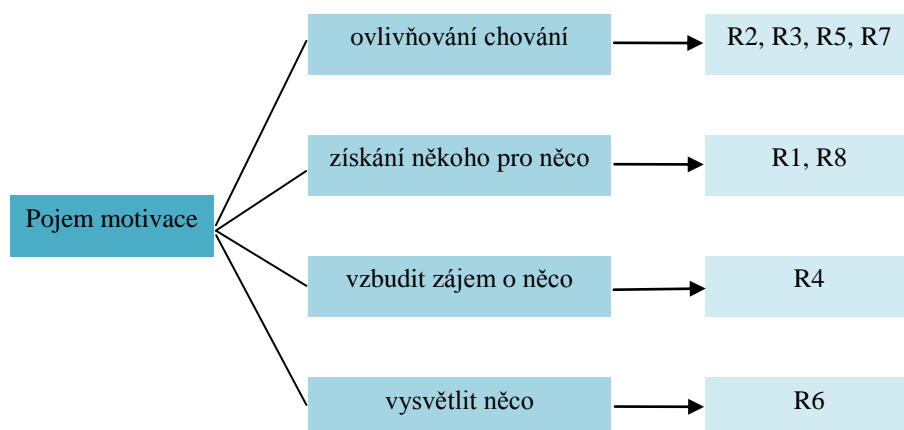 ovlivňování chování
R2, R3, R5, R7
získání někoho pro něco
R1, R8
Pojem motivace
vzbudit zájem o něco
R4
vysvětlit něco
R6